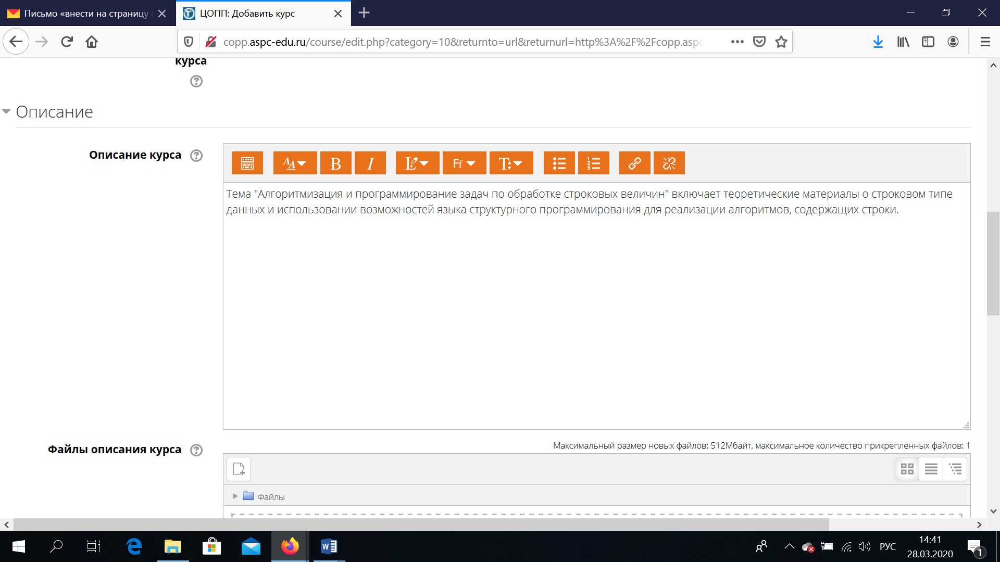 Письмо «внести на страницу
ЦОПП: Добавить курс
copp.aspc-edu.ru/course/edit.php?category=10&returnto=url&returnurl=http%3A%2F%2Fcopp.aspc
курса
Описание
Описание курса
B I Ff
Тема "Алгоритмизация и программирование задач по обработке строковых величин" включает теоретические материалы о строковом типе
данных и использовании возможностей языка структурного программирования для реализации алгоритмов, содержащих строки.
Файлы описания курса
Максимальный размер новых файлов: 512Мбайт, максимальное количество прикрепленных файлов: 1
Файлы
РУС
14:41
28.03.2020
1